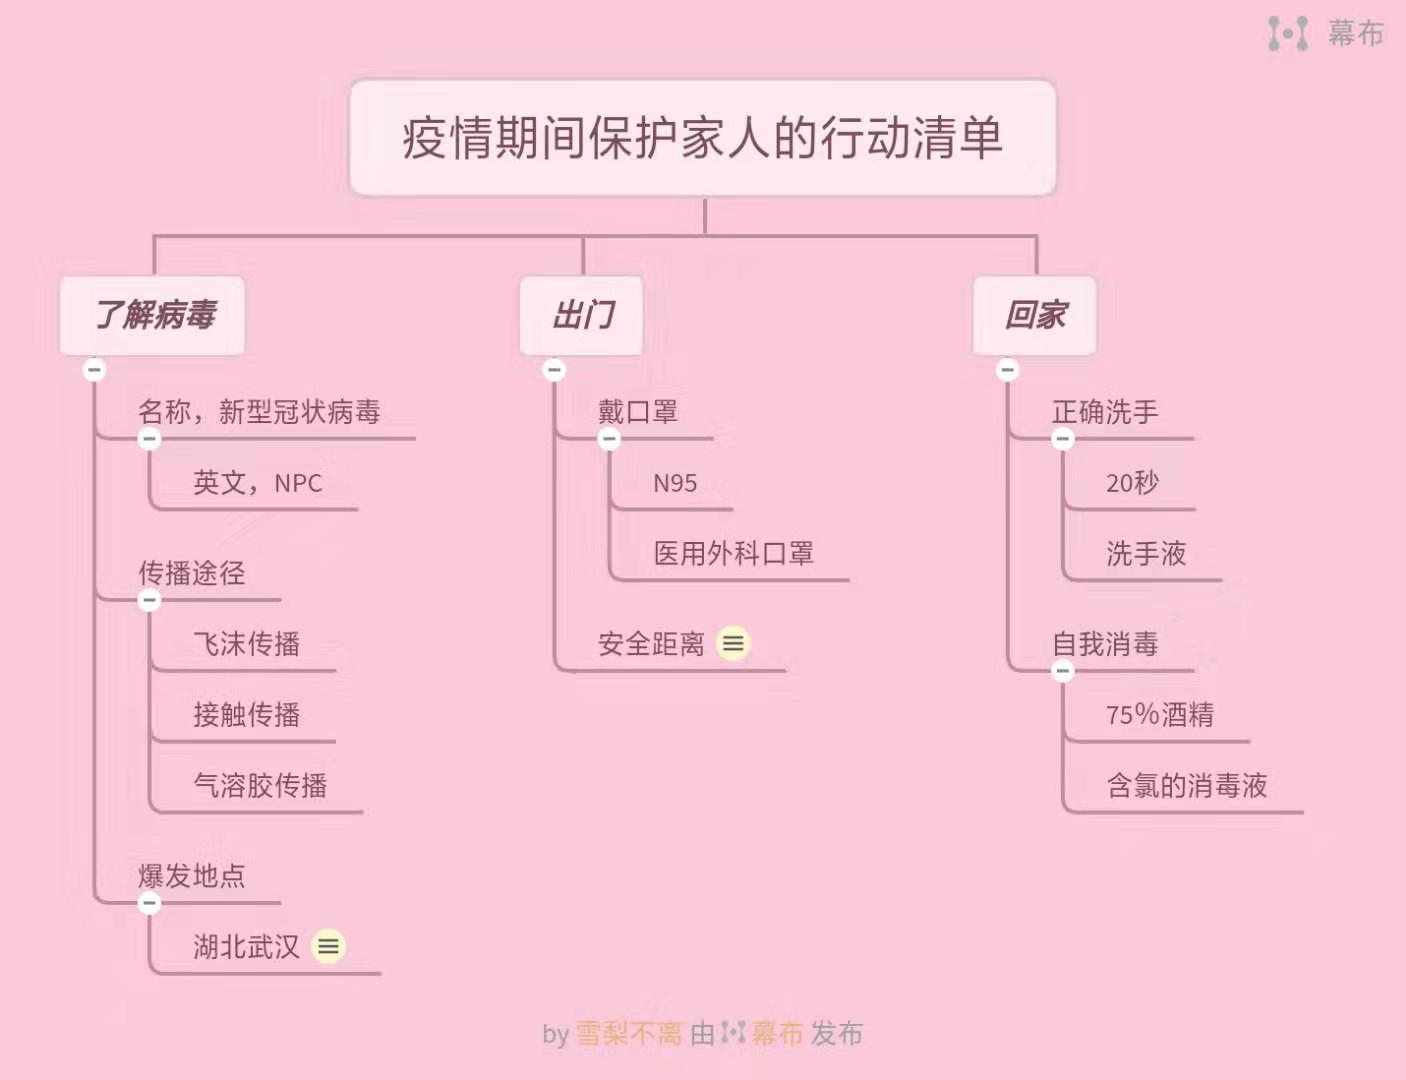 幕布
疫情期间保护家人的行动清单
了解病毒
名称，新型冠状病毒
英文，NPC
传播途径
飞沫传播
接触传播
气溶胶传播
爆发地点
湖北武汉
出门
戴口罩
N95
医用外科口罩
安全距离
回家
正确洗手
20秒
洗手液
自我消毒
75%酒精
含氯的消毒液
by 雪梨不离 由 幕布 发布